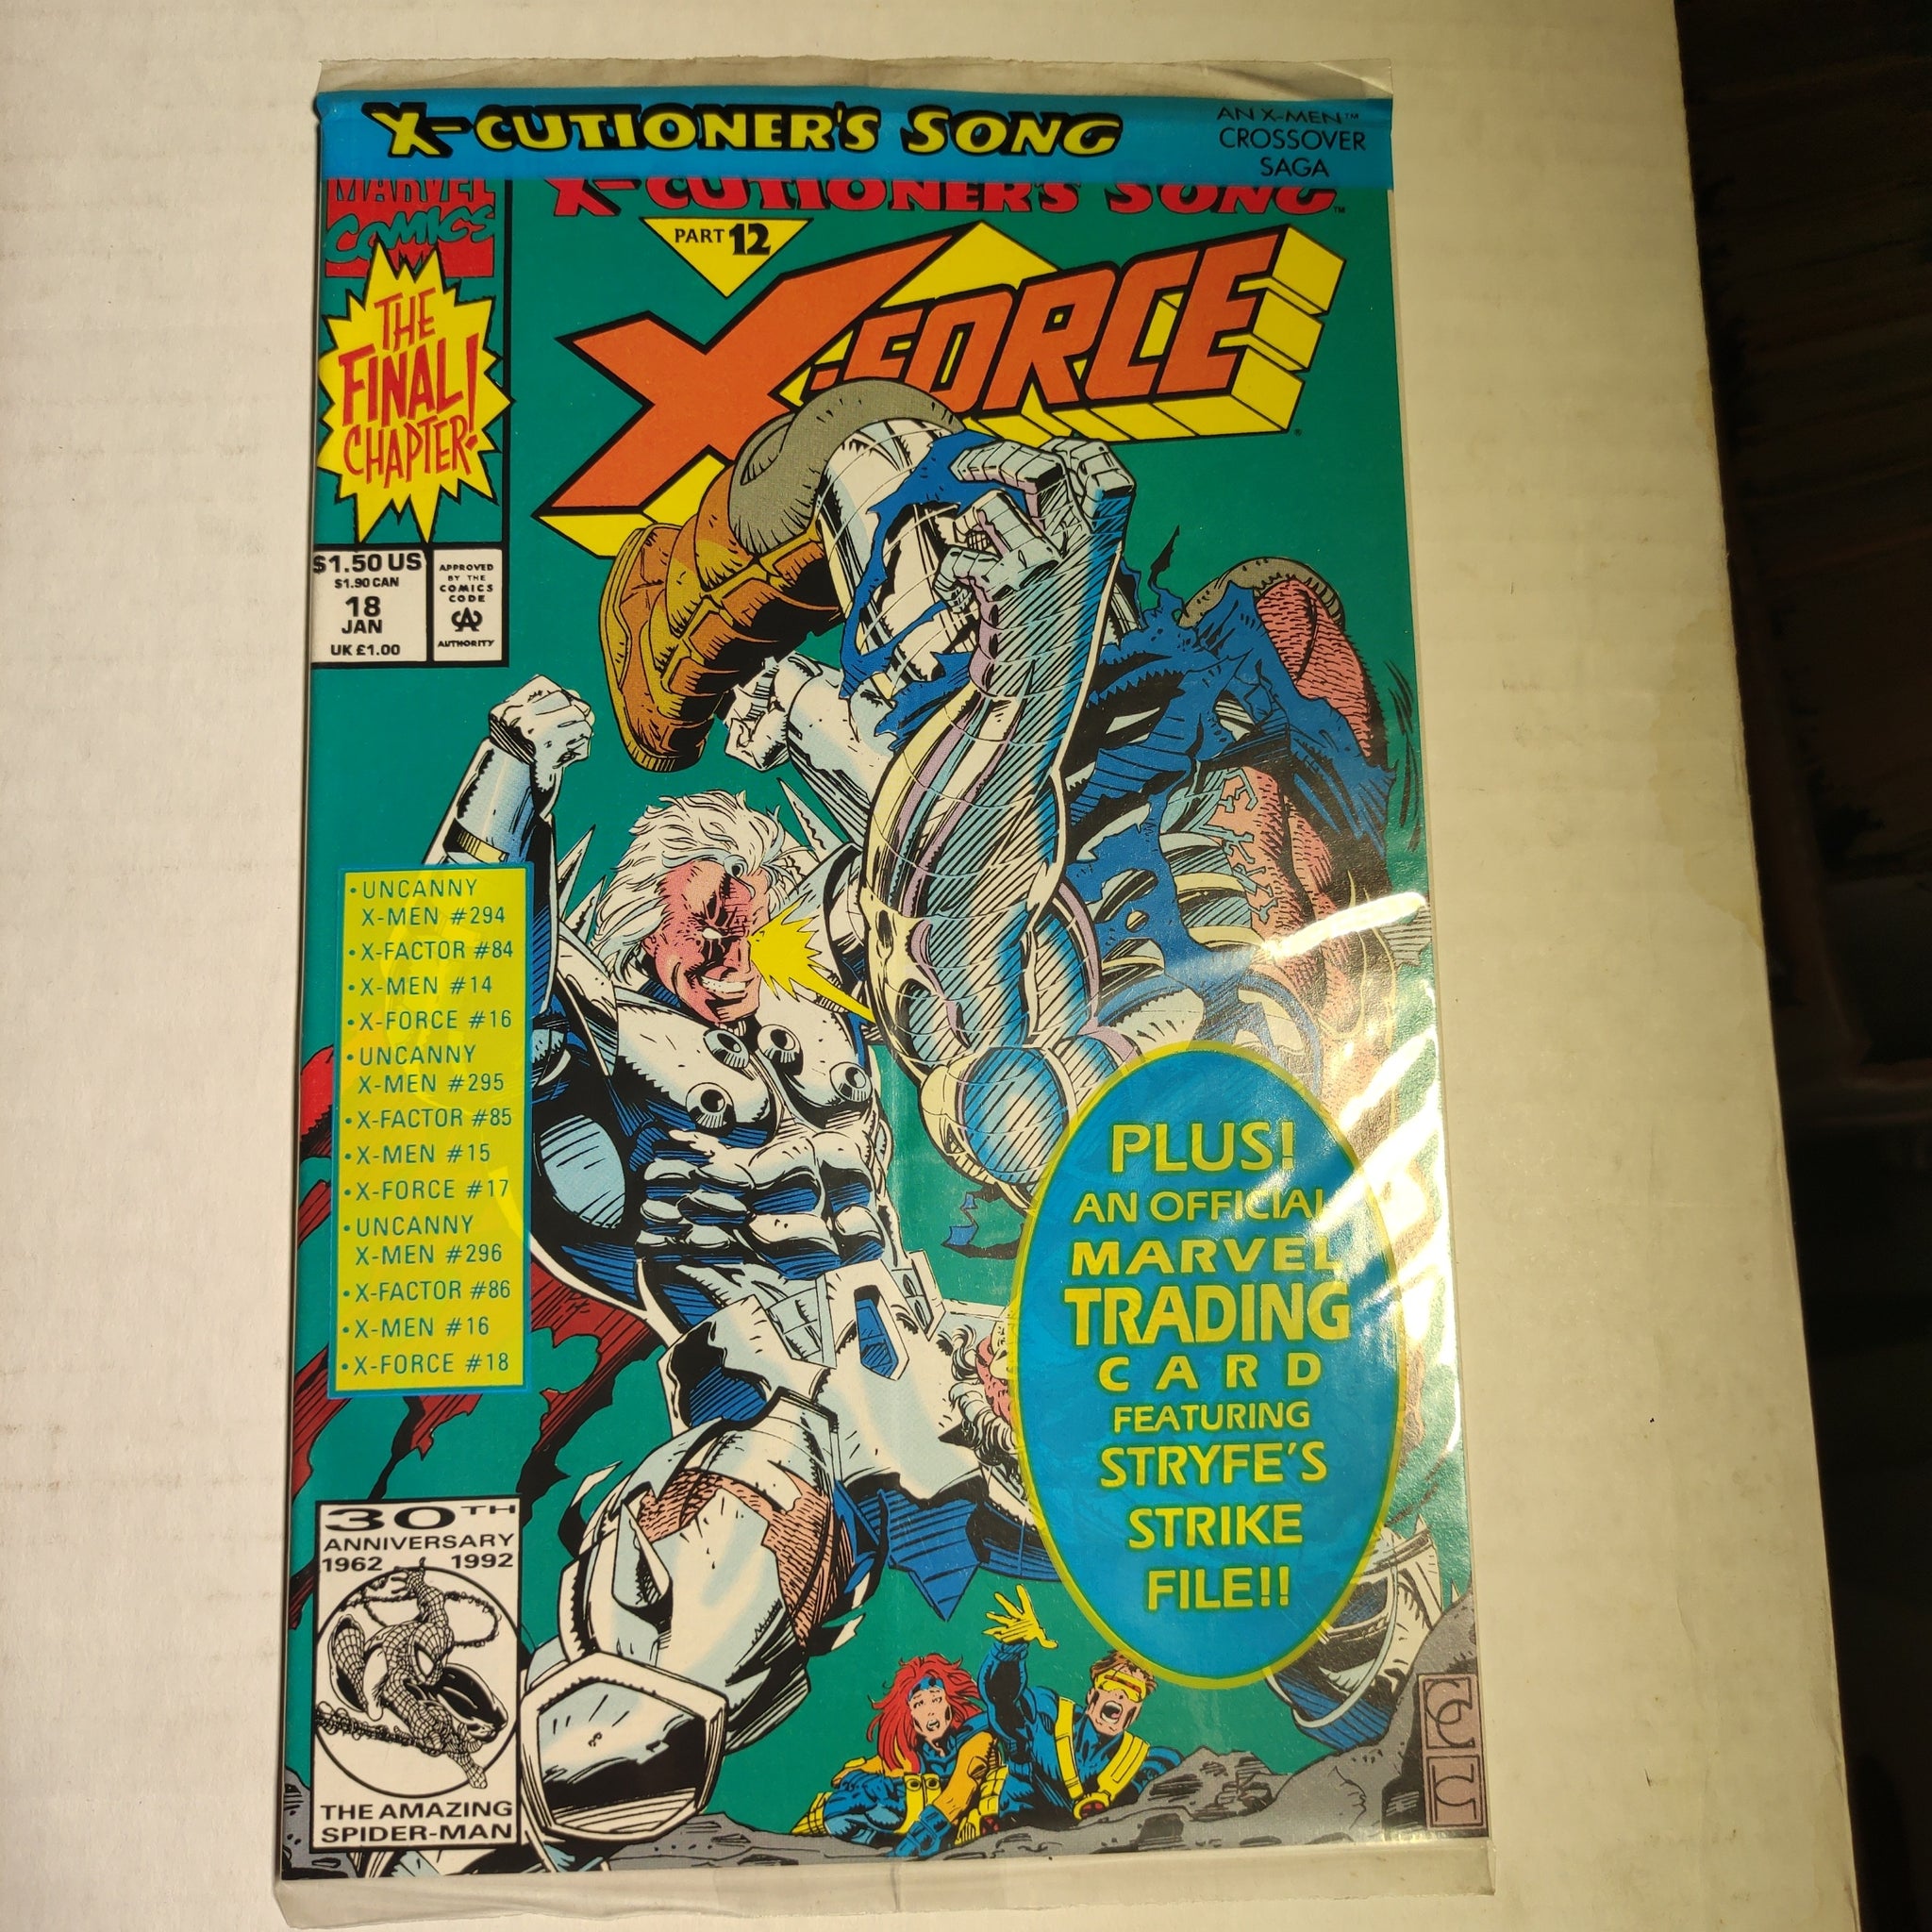 X-CUTIONER'S SONG
AN X-MEN™
CROSSOVER
SAGA
MARVEL
COMICS
X-CUTIONER'S SONG™
PART 12
X-FORCE
THE
FINAL!
CHAPTER!
$1.50 US
$1.90 CAN
18
JAN
UK £1.00
APPROVED
BY THE
COMICS
CODE
CA
AUTHORITY
• UNCANNY
X-MEN #294
• X-FACTOR #84
• X-MEN #14
• X-FORCE #16
• UNCANNY
X-MEN #295
• X-FACTOR #85
• X-MEN #15
• X-FORCE #17
• UNCANNY
X-MEN #296
• X-FACTOR #86
• X-MEN #16
• X-FORCE #18
PLUS!
AN OFFICIAL
MARVEL
TRADING
CARD
FEATURING
STRYFE'S
STRIKE
FILE!!
30TH
ANNIVERSARY
1962 1992
THE AMAZING
SPIDER-MAN